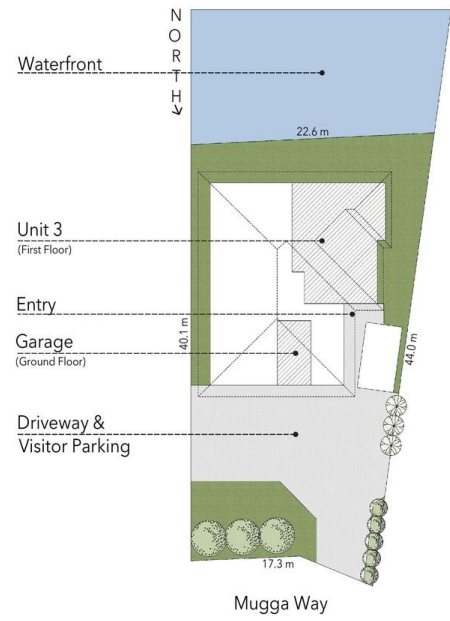 NORTH
Waterfront
22.6 m
Unit 3
(First Floor)
Entry
40.1 m
44.0 m
Garage
(Ground Floor)
Driveway &
Visitor Parking
17.3 m
Mugga Way